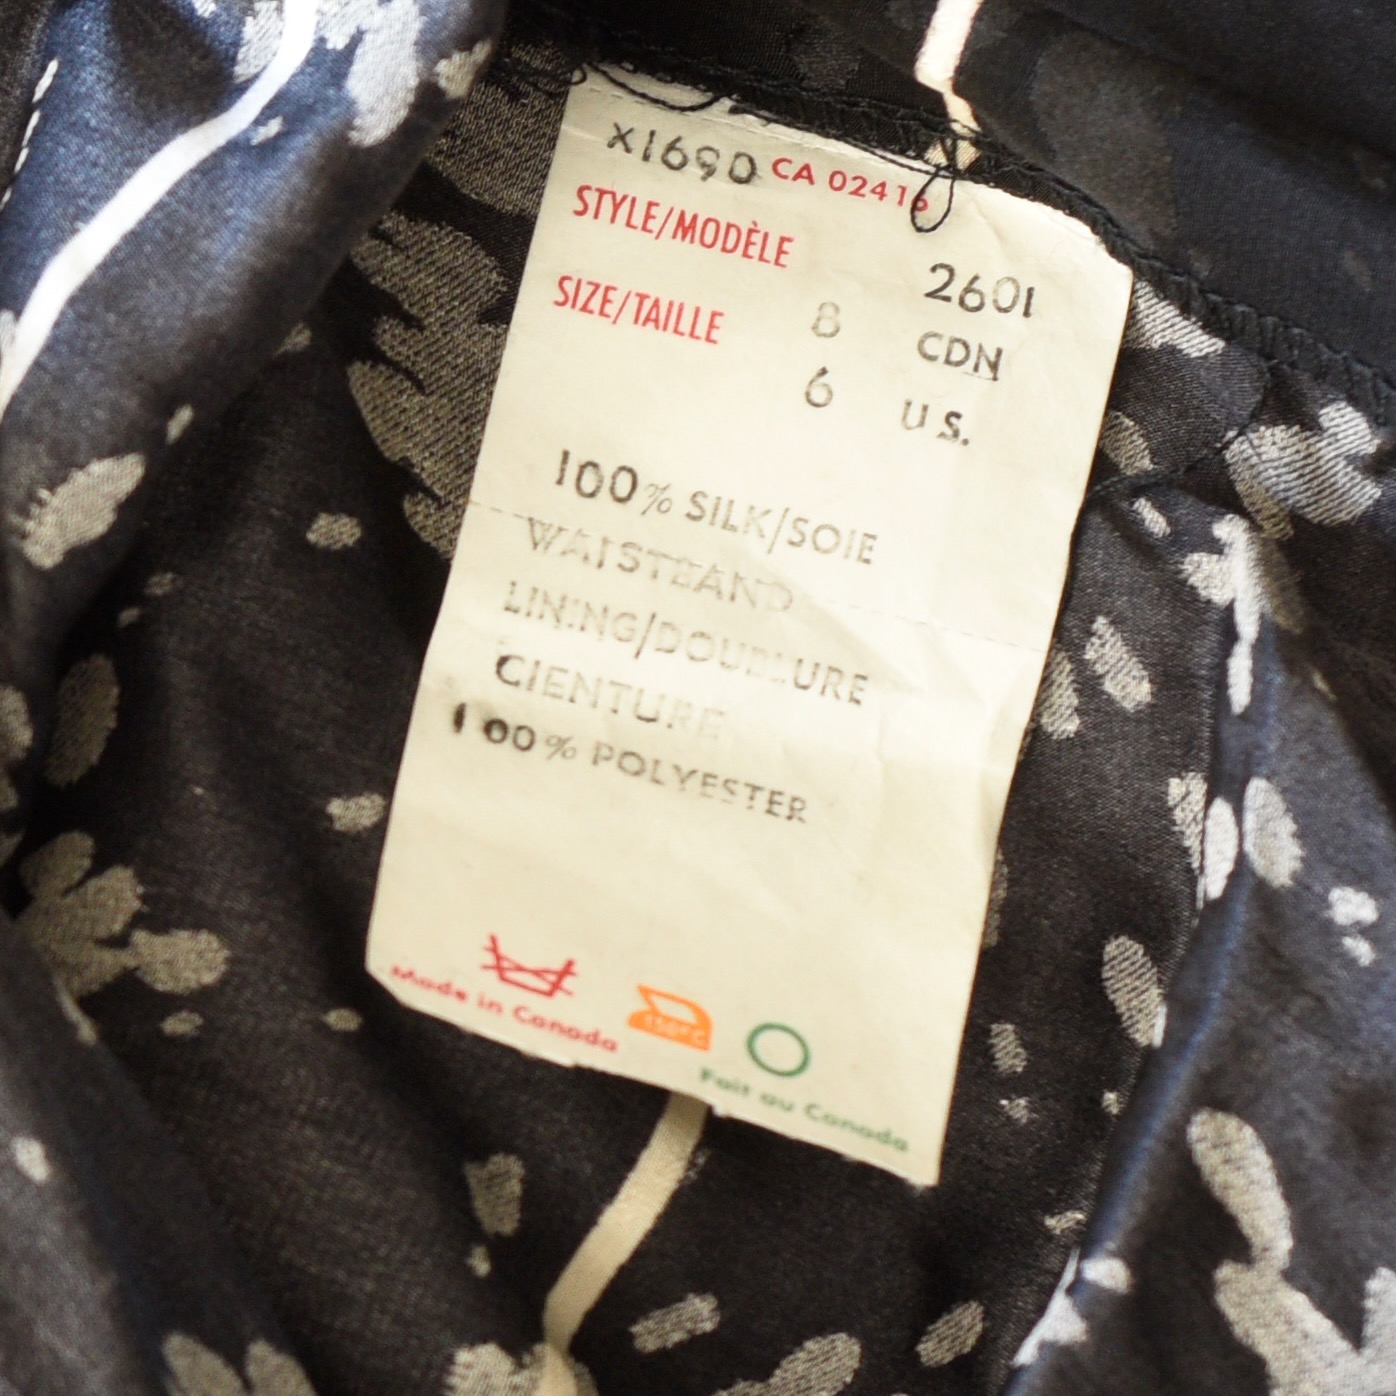 X1690 CA 02416
STYLE/MODÈLE 2601
SIZE/TAILLE 8 CDN
6 U S.
100% SILK/SOIE
WAISTBAND
LINING/DOUBLURE
CIENTURE
100% POLYESTER
150°C
Made in Canada
Fait au Canada